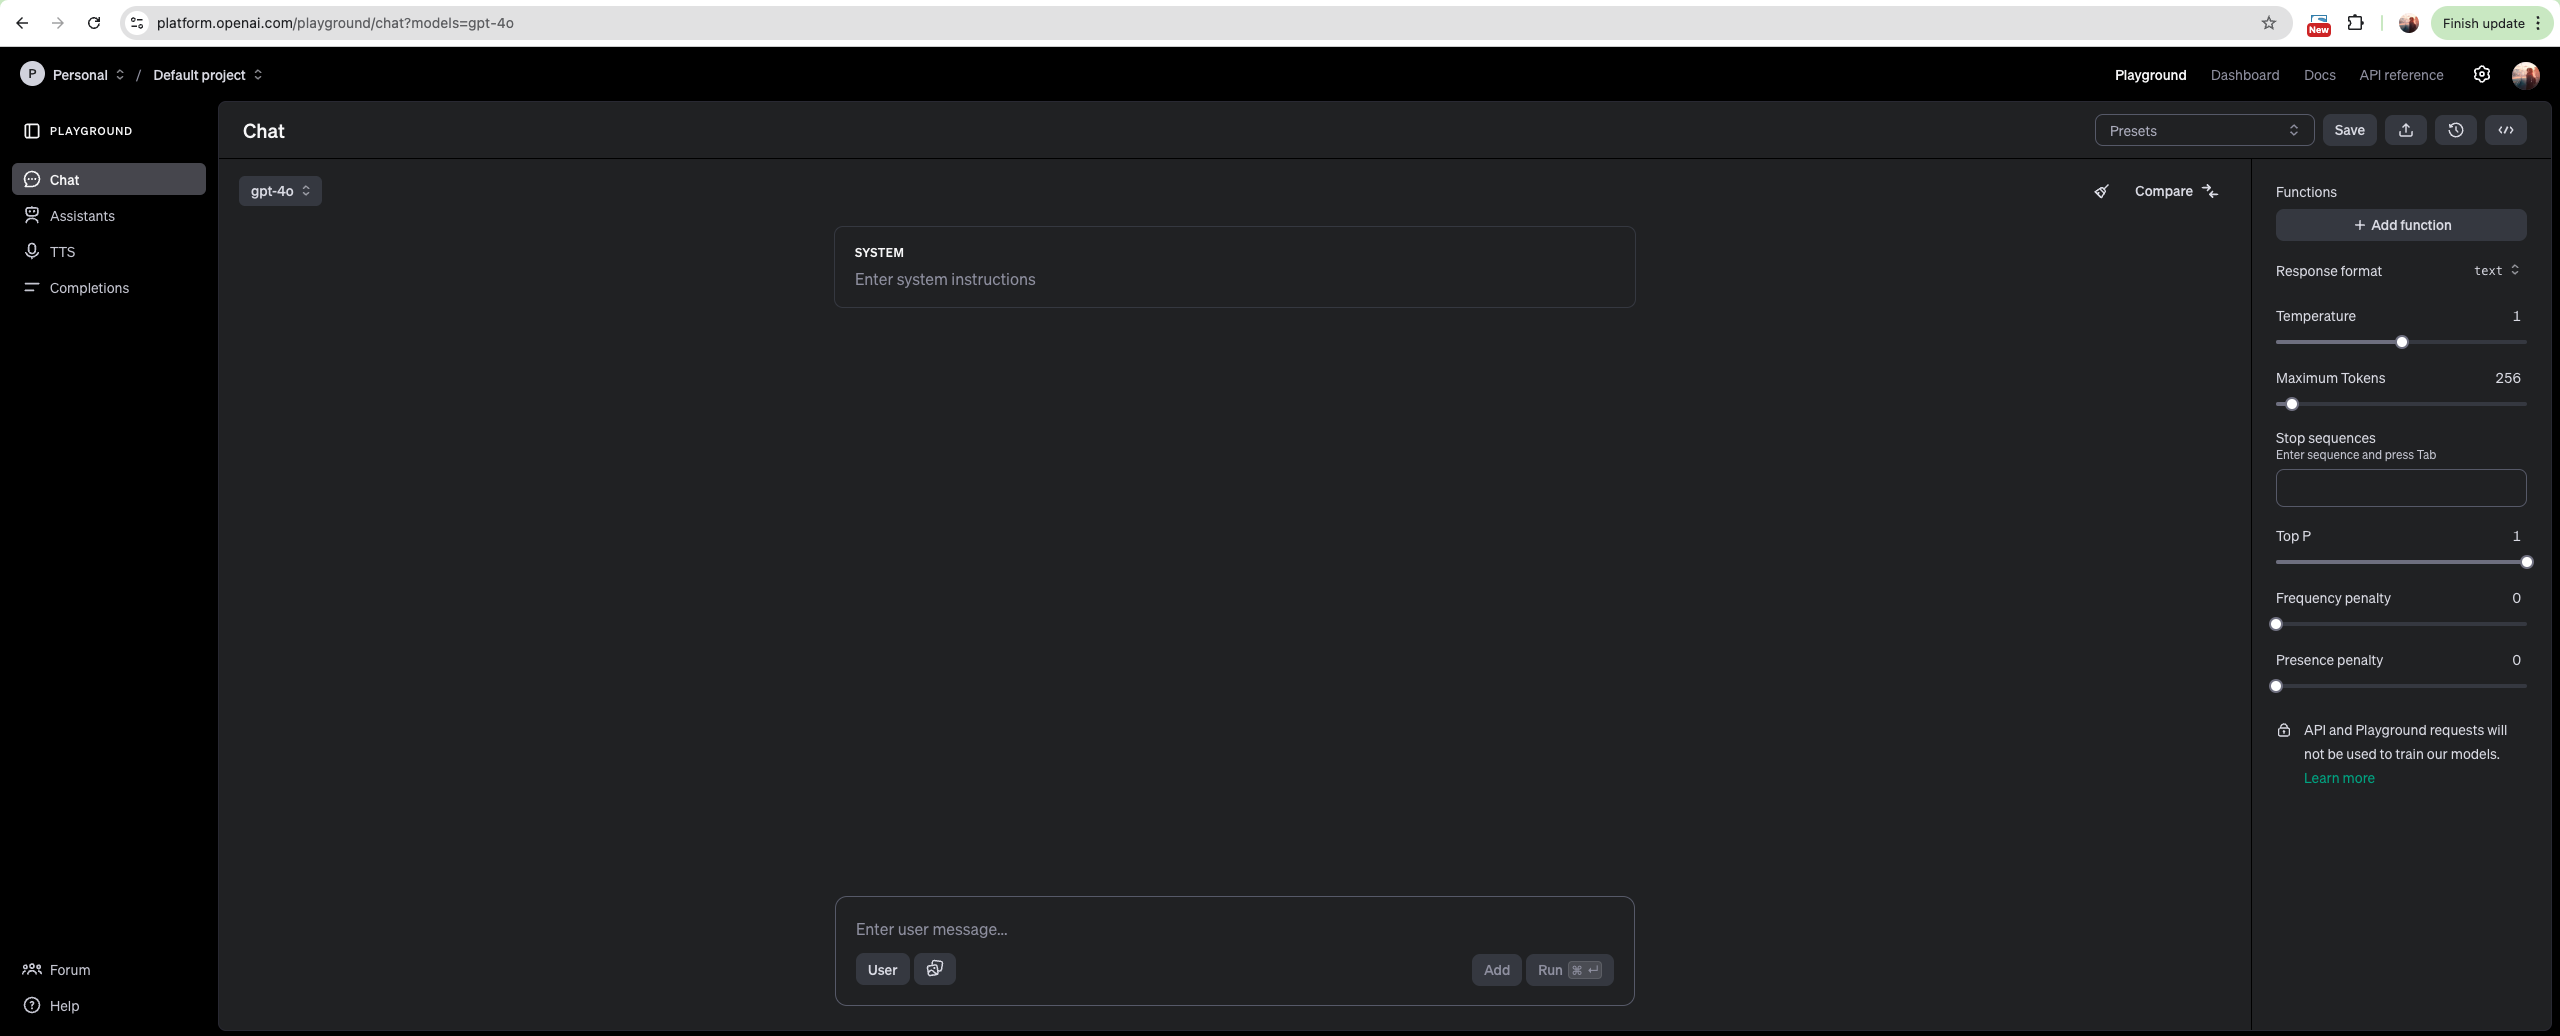 platform.openai.com/playground/chat?models=gpt-4o
New
Finish update
P Personal / Default project
Playground Dashboard Docs API reference
PLAYGROUND
Chat
Assistants
TTS
Completions
Forum
Help
Chat
Presets
Save
gpt-4o
Compare
SYSTEM
Enter system instructions
Enter user message...
User
Add
Run ⌘ ↵
Functions
+ Add function
Response format text
Temperature 1
Maximum Tokens 256
Stop sequences
Enter sequence and press Tab
Top P 1
Frequency penalty 0
Presence penalty 0
API and Playground requests will
not be used to train our models.
Learn more